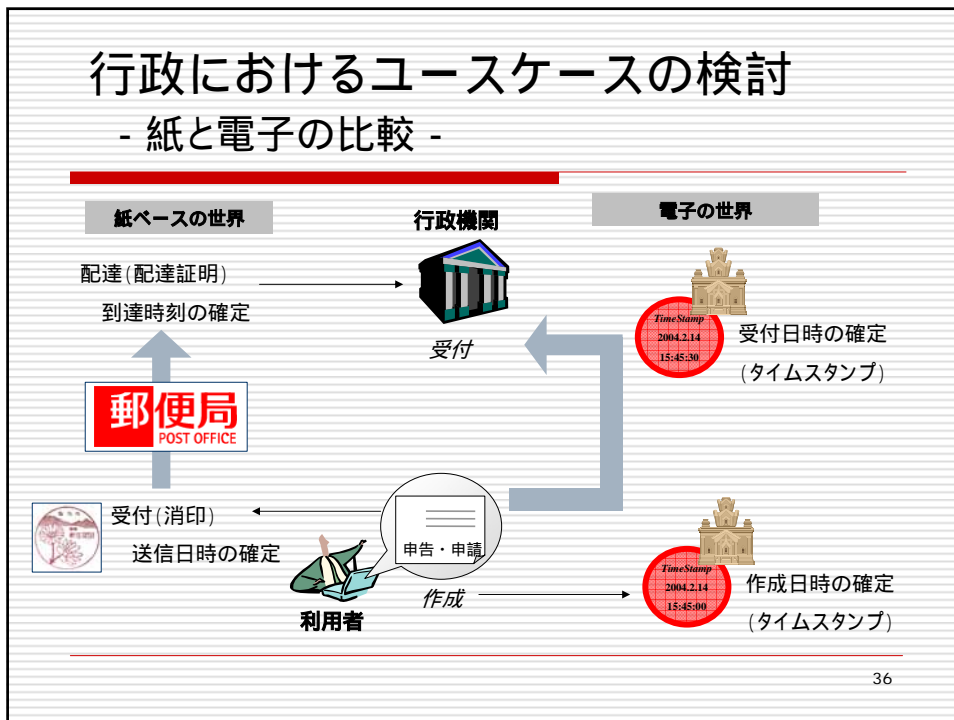 行政におけるユースケースの検討
- 紙と電子の比較 -
紙ベースの世界
行政機関
電子の世界
配達(配達証明)
到達時刻の確定
受付
TimeStamp
2004.2.14
15:45:30
受付日時の確定
(タイムスタンプ)
郵便局
POST OFFICE
受付(消印)
送信日時の確定
申告・申請
利用者
作成
TimeStamp
2004.2.14
15:45:00
作成日時の確定
(タイムスタンプ)
36